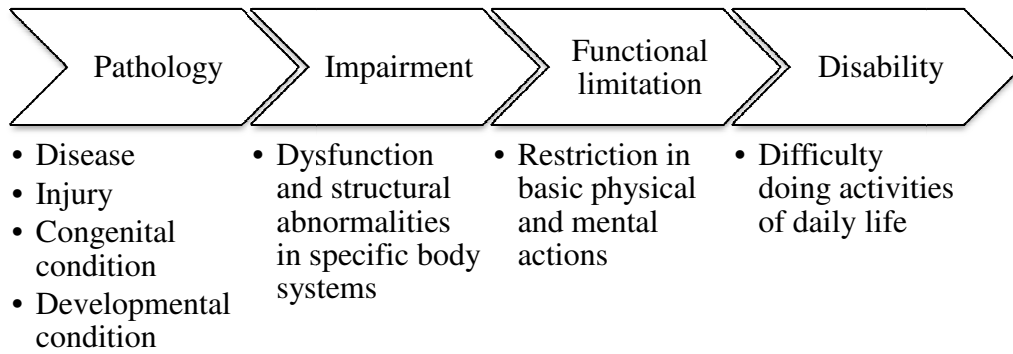 Pathology
Impairment
Functional
limitation
Disability
• Disease
• Injury
• Congenital
condition
• Developmental
condition
• Dysfunction
and structural
abnormalities
in specific body
systems
• Restriction in
basic physical
and mental
actions
• Difficulty
doing activities
of daily life